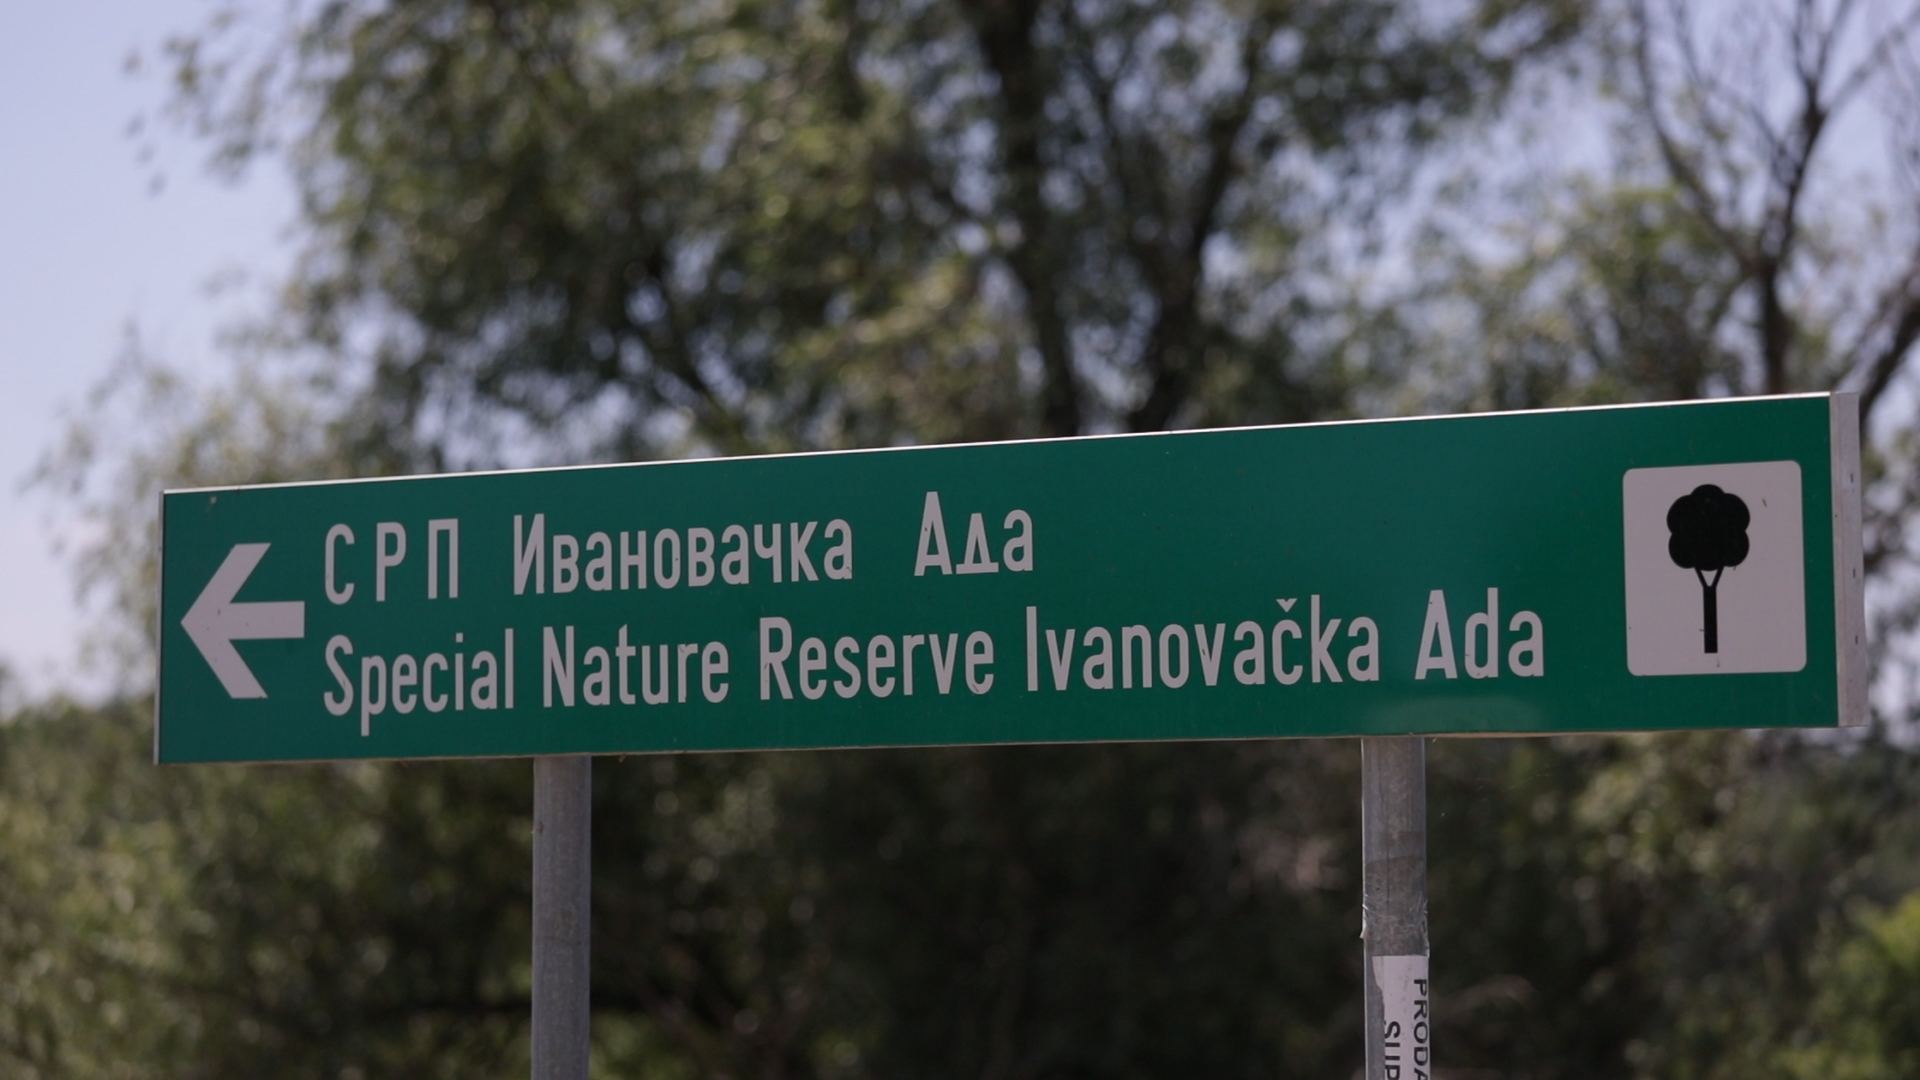 СРП Ивановачка Ада
Special Nature Reserve Ivanovačka Ada